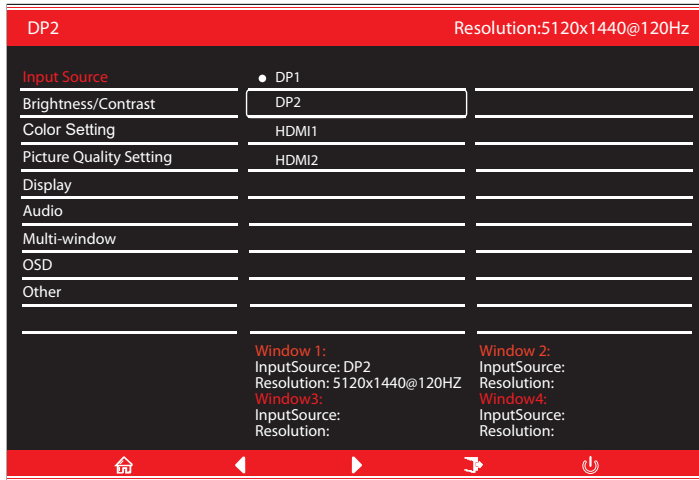 DP2 Resolution:5120x1440@120Hz
Input Source ● DP1
Brightness/Contrast DP2
Color Setting HDMI1
Picture Quality Setting HDMI2
Display
Audio
Multi-window
OSD
Other
Window 1: Window 2:
InputSource: DP2 InputSource:
Resolution: 5120x1440@120HZ Resolution:
Window3: Window4:
InputSource: InputSource:
Resolution: Resolution: